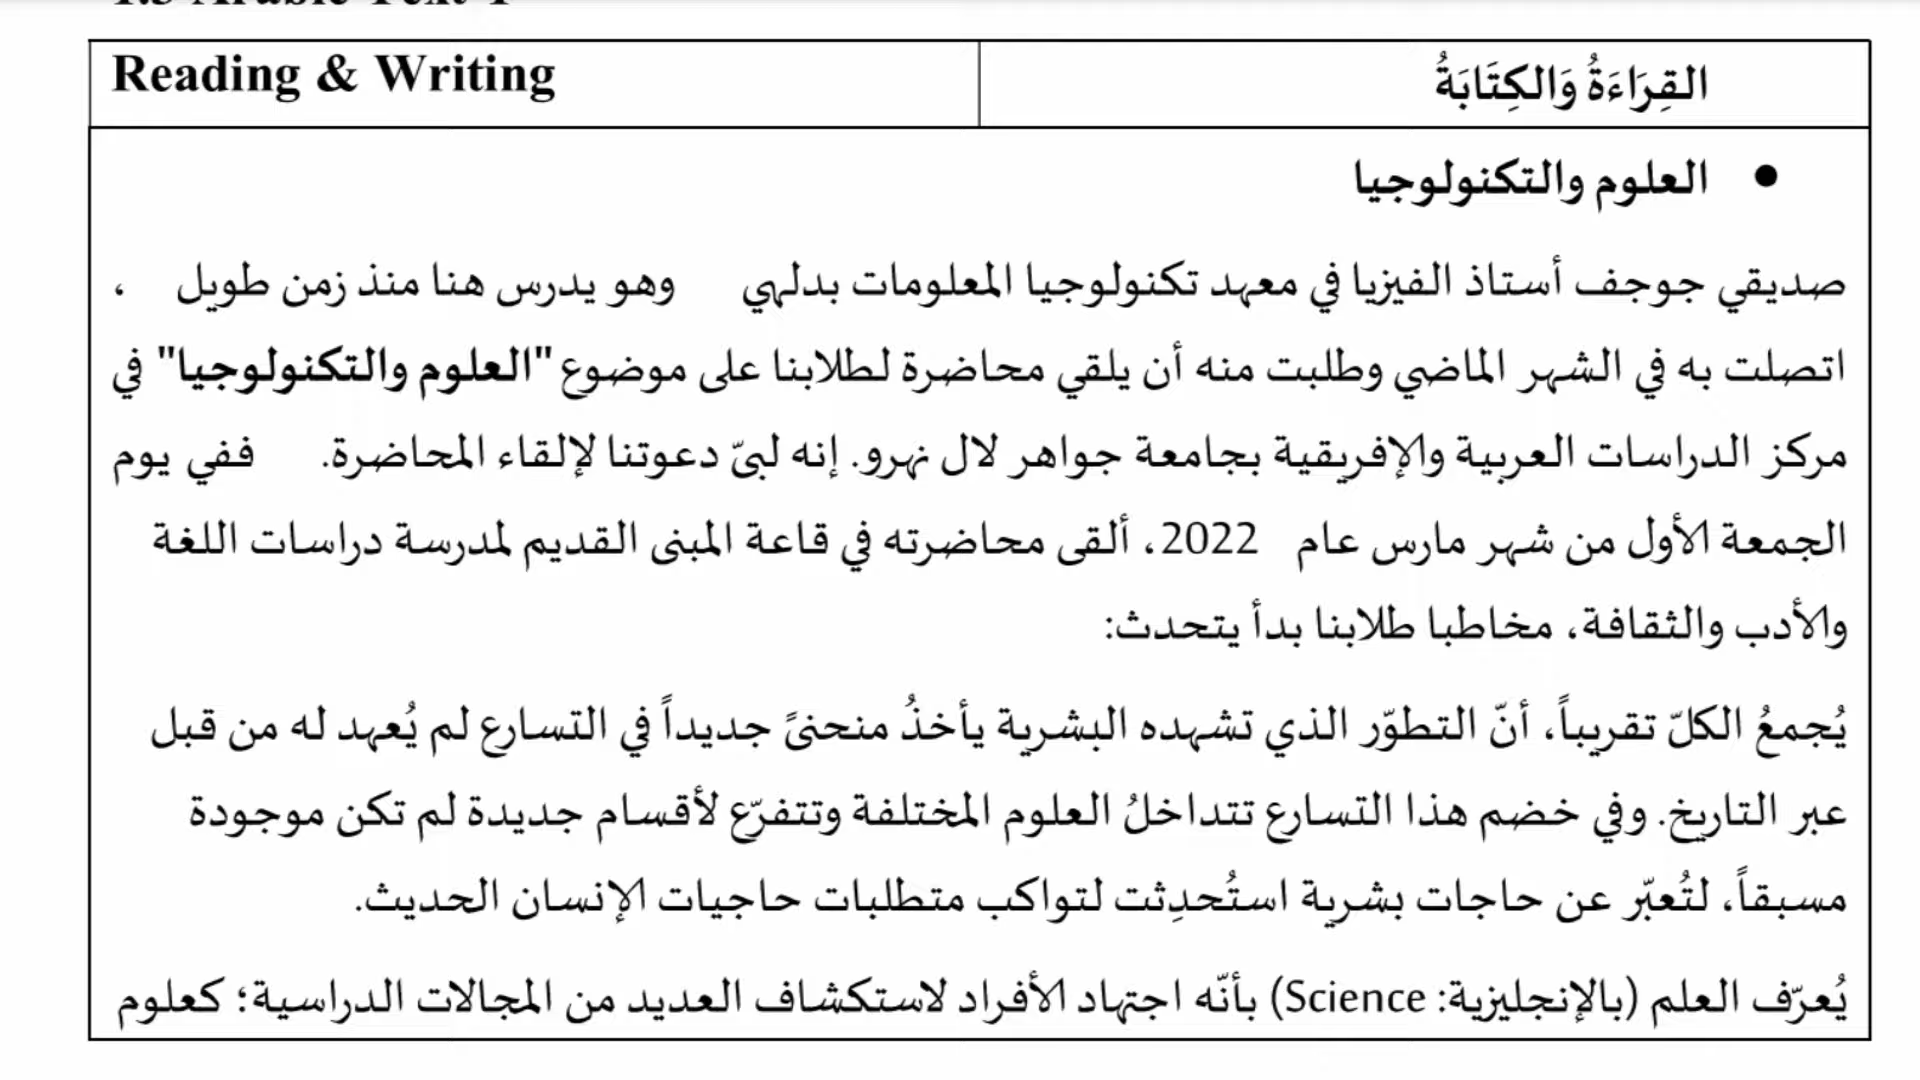 Reading & Writing
القِرَاءَةُ وَالكِتَابَةُ
• العلوم والتكنولوجيا
صديقي جوجف أستاذ الفيزيا في معهد تكنولوجيا المعلومات بدلهي وهو يدرس هنا منذ زمن طويل ،
اتصلت به في الشهر الماضي وطلبت منه أن يلقي محاضرة لطلابنا على موضوع "العلوم والتكنولوجيا" في
مركز الدراسات العربية والإفريقية بجامعة جواهر لال نهرو. إنه لبىّ دعوتنا لإلقاء المحاضرة. ففي يوم
الجمعة الأول من شهر مارس عام 2022، ألقى محاضرته في قاعة المبنى القديم لمدرسة دراسات اللغة
والأدب والثقافة، مخاطبا طلابنا بدأ يتحدث:
يُجمعُ الكلّ تقريباً، أنّ التطوّر الذي تشهده البشرية يأخذُ منحنىً جديداً في التسارع لم يُعهد له من قبل
عبر التاريخ. وفي خضم هذا التسارع تتداخلُ العلوم المختلفة وتتفرّع لأقسام جديدة لم تكن موجودة
مسبقاً، لتُعبّر عن حاجات بشرية استُحدِثت لتواكب متطلبات حاجيات الإنسان الحديث.
يُعرّف العلم (بالإنجليزية: Science) بأنّه اجتهاد الأفراد لاستكشاف العديد من المجالات الدراسية؛ كعلوم